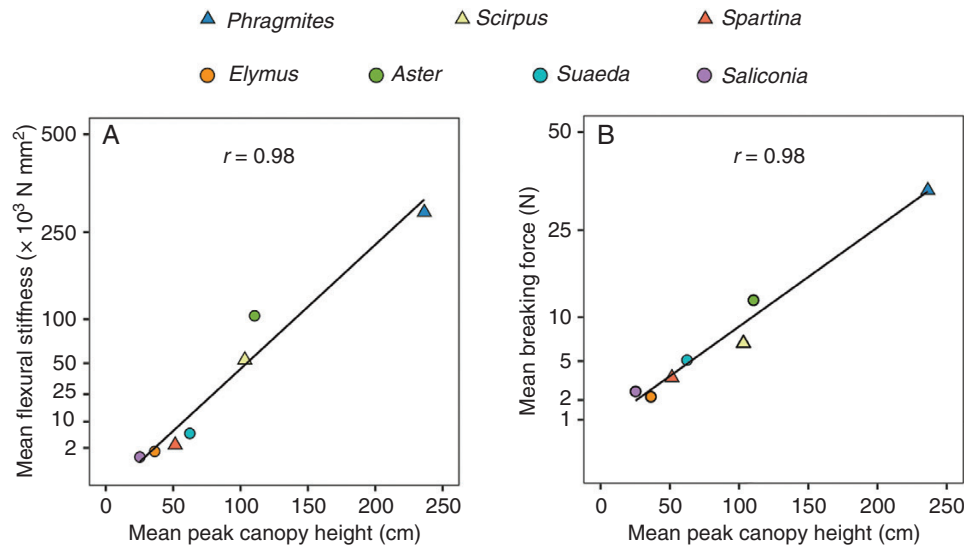 Phragmites Scirpus Spartina
Elymus Aster Suaeda Saliconia
A
r = 0.98
Mean flexural stiffness (× 10³ N mm²)
500
250
100
50
25
10
2
0 50 100 150 200 250
Mean peak canopy height (cm)
B
r = 0.98
Mean breaking force (N)
50
25
10
5
2
1
0 50 100 150 200 250
Mean peak canopy height (cm)